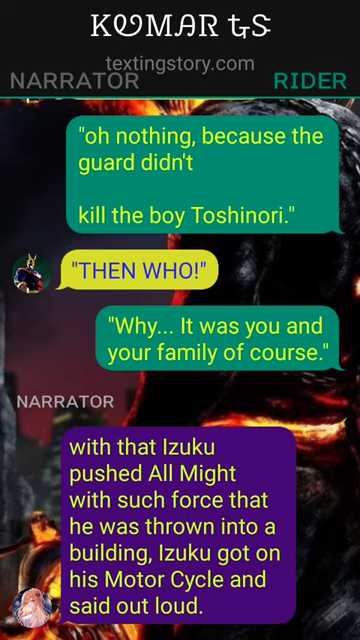 KUMAR TS
textingstory.com
NARRATOR
RIDER
"oh nothing, because the
guard didn't
kill the boy Toshinori."
"THEN WHO!"
"Why... It was you and
your family of course."
NARRATOR
with that Izuku
pushed All Might
with such force that
he was thrown into a
building, Izuku got on
his Motor Cycle and
said out loud.